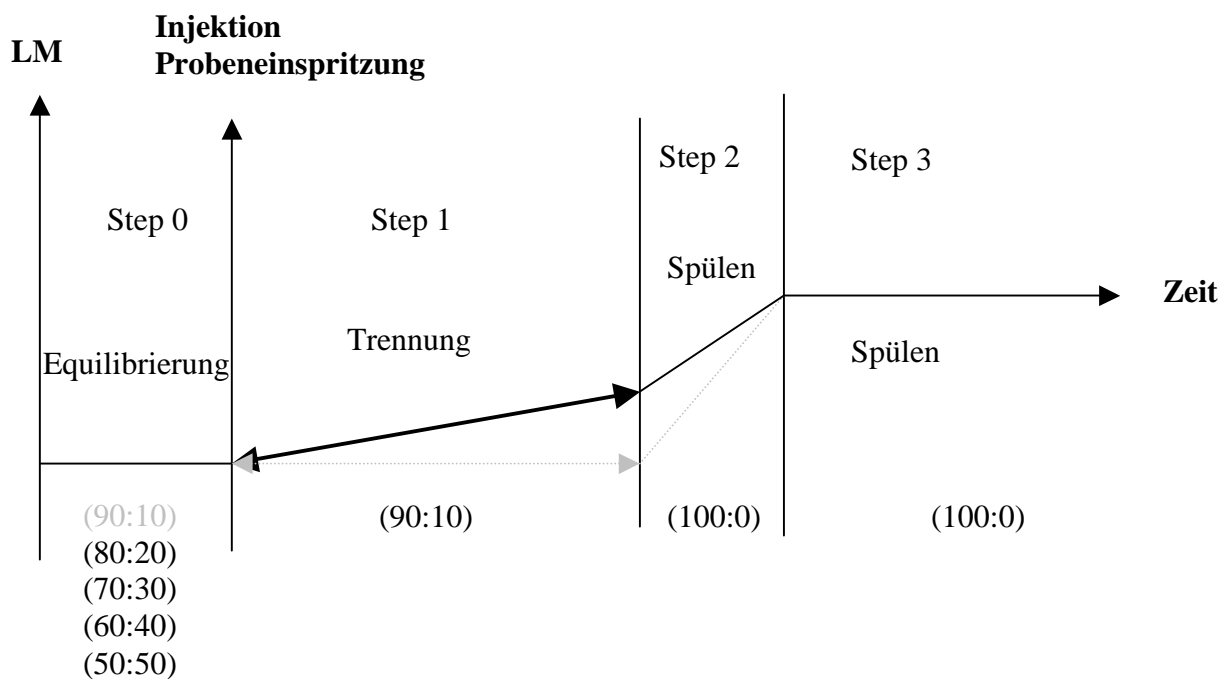 Injektion
LM
Probeneinspritzung
Step 2
Step 3
Step 0
Step 1
Spülen
Zeit
Trennung
Equilibrierung
Spülen
(90:10)
(90:10)
(100:0)
(100:0)
(80:20)
(70:30)
(60:40)
(50:50)